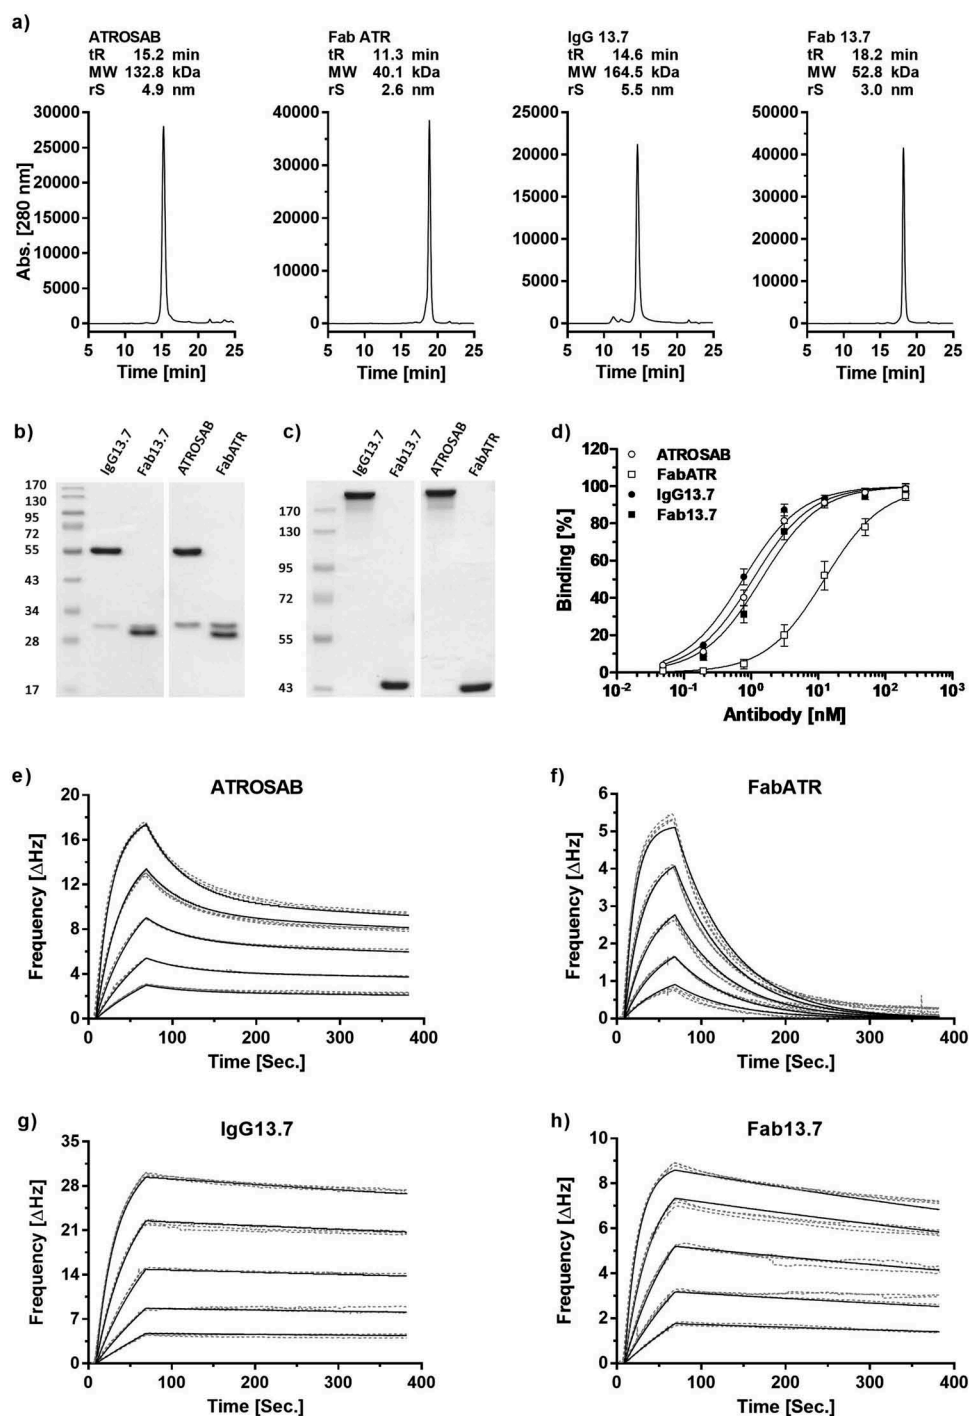 a)
ATROSAB
tR 15.2 min
MW 132.8 kDa
rS 4.9 nm
Fab ATR
tR 11.3 min
MW 40.1 kDa
rS 2.6 nm
IgG 13.7
tR 14.6 min
MW 164.5 kDa
rS 5.5 nm
Fab 13.7
tR 18.2 min
MW 52.8 kDa
rS 3.0 nm
Abs. [280 nm]
30000
25000
20000
15000
10000
5000
0
5 10 15 20 25
Time [min]
40000
30000
20000
10000
0
5 10 15 20 25
Time [min]
25000
20000
15000
10000
5000
0
5 10 15 20 25
Time [min]
50000
40000
30000
20000
10000
0
5 10 15 20 25
Time [min]
b)
IgG13.7
Fab13.7
ATROSAB
FabATR
170
130
95
72
55
43
34
28
17
c)
IgG13.7
Fab13.7
ATROSAB
FabATR
170
130
95
72
55
43
d)
ATROSAB
FabATR
IgG13.7
Fab13.7
Binding [%]
120
100
80
60
40
20
0
10-2 10-1 100 101 102 103
Antibody [nM]
e)
ATROSAB
Frequency [ΔHz]
20
16
12
8
4
0
0 100 200 300 400
Time [Sec.]
f)
FabATR
Frequency [ΔHz]
6
5
4
3
2
1
0
0 100 200 300 400
Time [Sec.]
g)
IgG13.7
Frequency [ΔHz]
35
28
21
14
7
0
0 100 200 300 400
Time [Sec.]
h)
Fab13.7
Frequency [ΔHz]
10
8
6
4
2
0
0 100 200 300 400
Time [Sec.]